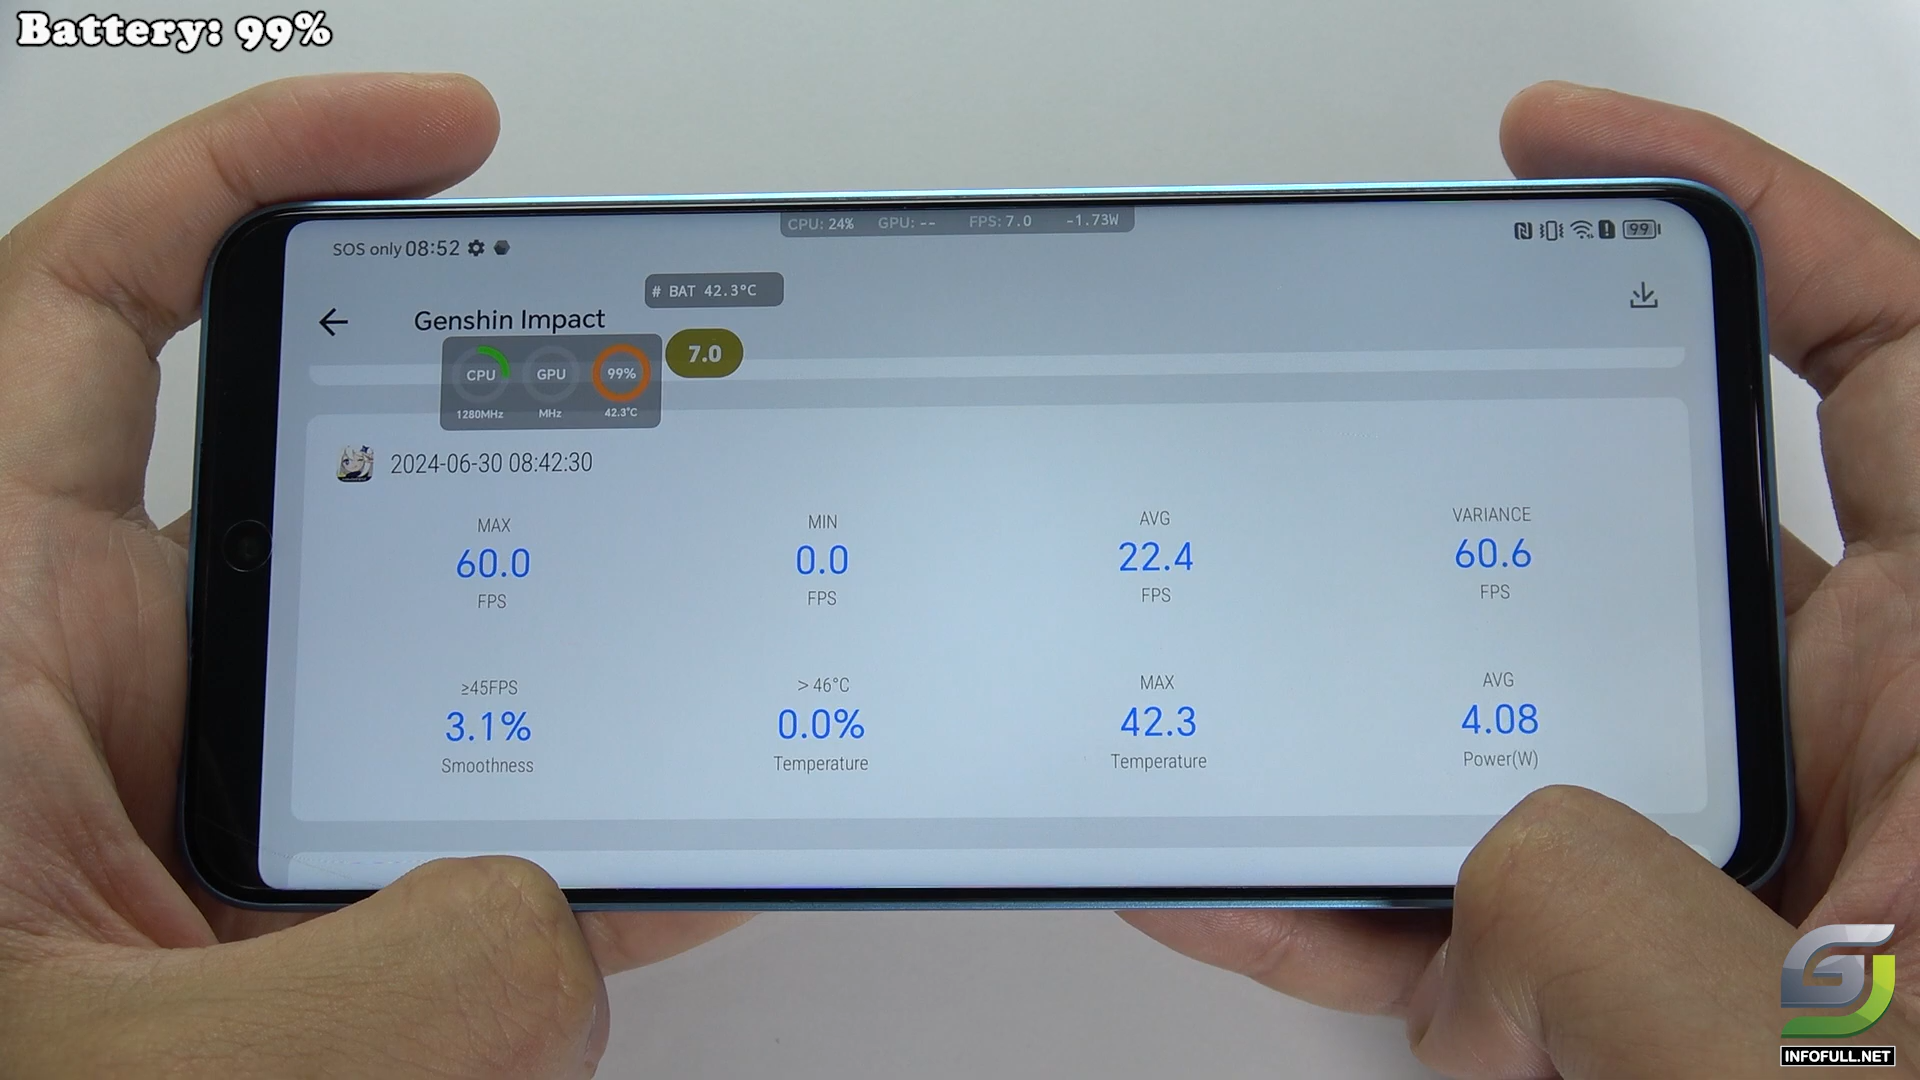 Battery: 99%
CPU: 24% GPU: -- FPS: 7.0 -1.73W
SOS only 08:52
99
# BAT 42.3°C
Genshin Impact
7.0
CPU GPU 99%
1280MHz MHz 42.3°C
2024-06-30 08:42:30
MAX MIN AVG VARIANCE
60.0 0.0 22.4 60.6
FPS FPS FPS FPS
≥45FPS > 46°C MAX AVG
3.1% 0.0% 42.3 4.08
Smoothness Temperature Temperature Power(W)
INFOFULL.NET